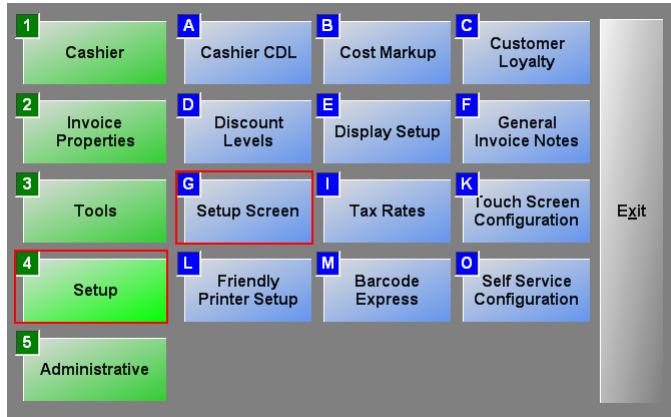 1
Cashier
A
Cashier CDL
B
Cost Markup
C
Customer
Loyalty
2
Invoice
Properties
D
Discount
Levels
E
Display Setup
F
General
Invoice Notes
3
Tools
G
Setup Screen
I
Tax Rates
K
Touch Screen
Configuration
Exit
4
Setup
L
Friendly
Printer Setup
M
Barcode
Express
O
Self Service
Configuration
5
Administrative